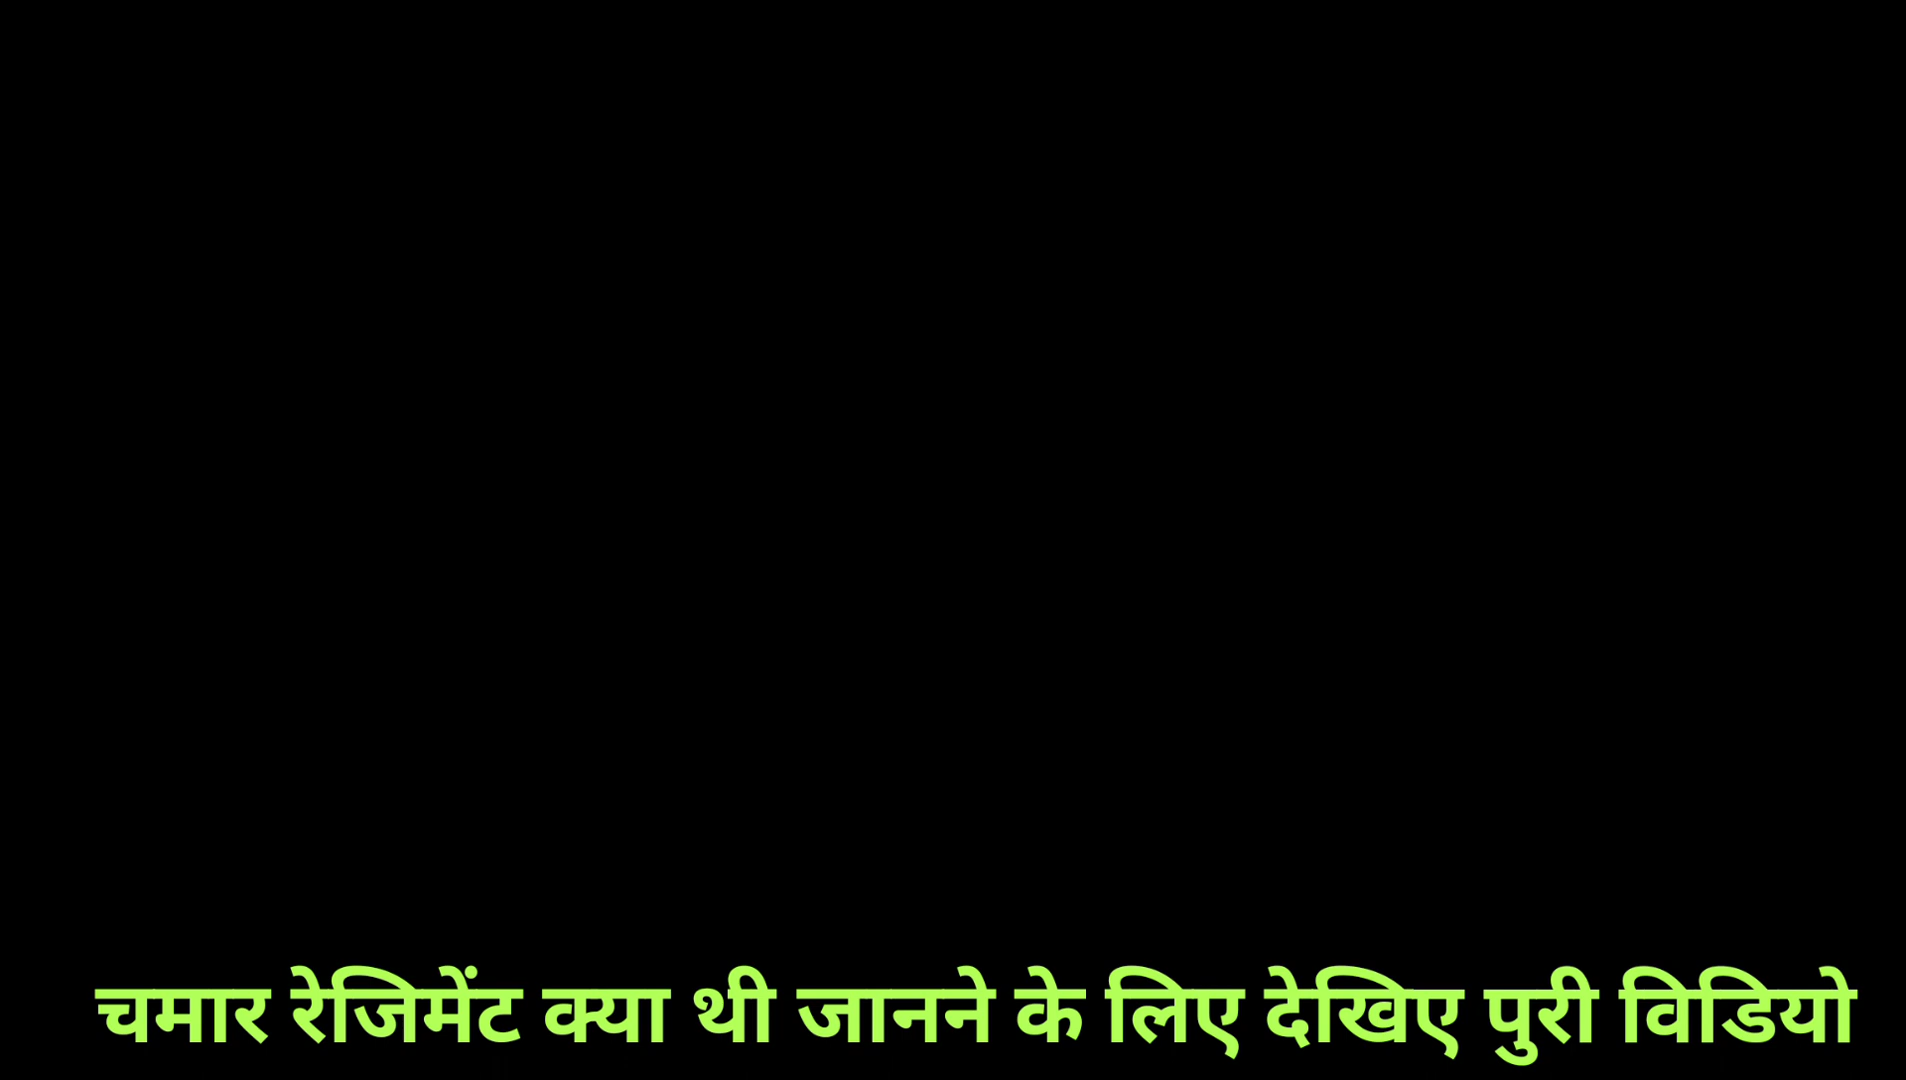 चमार रेजिमेंट क्या थी जानने के लिए देखिए पुरी विडियो